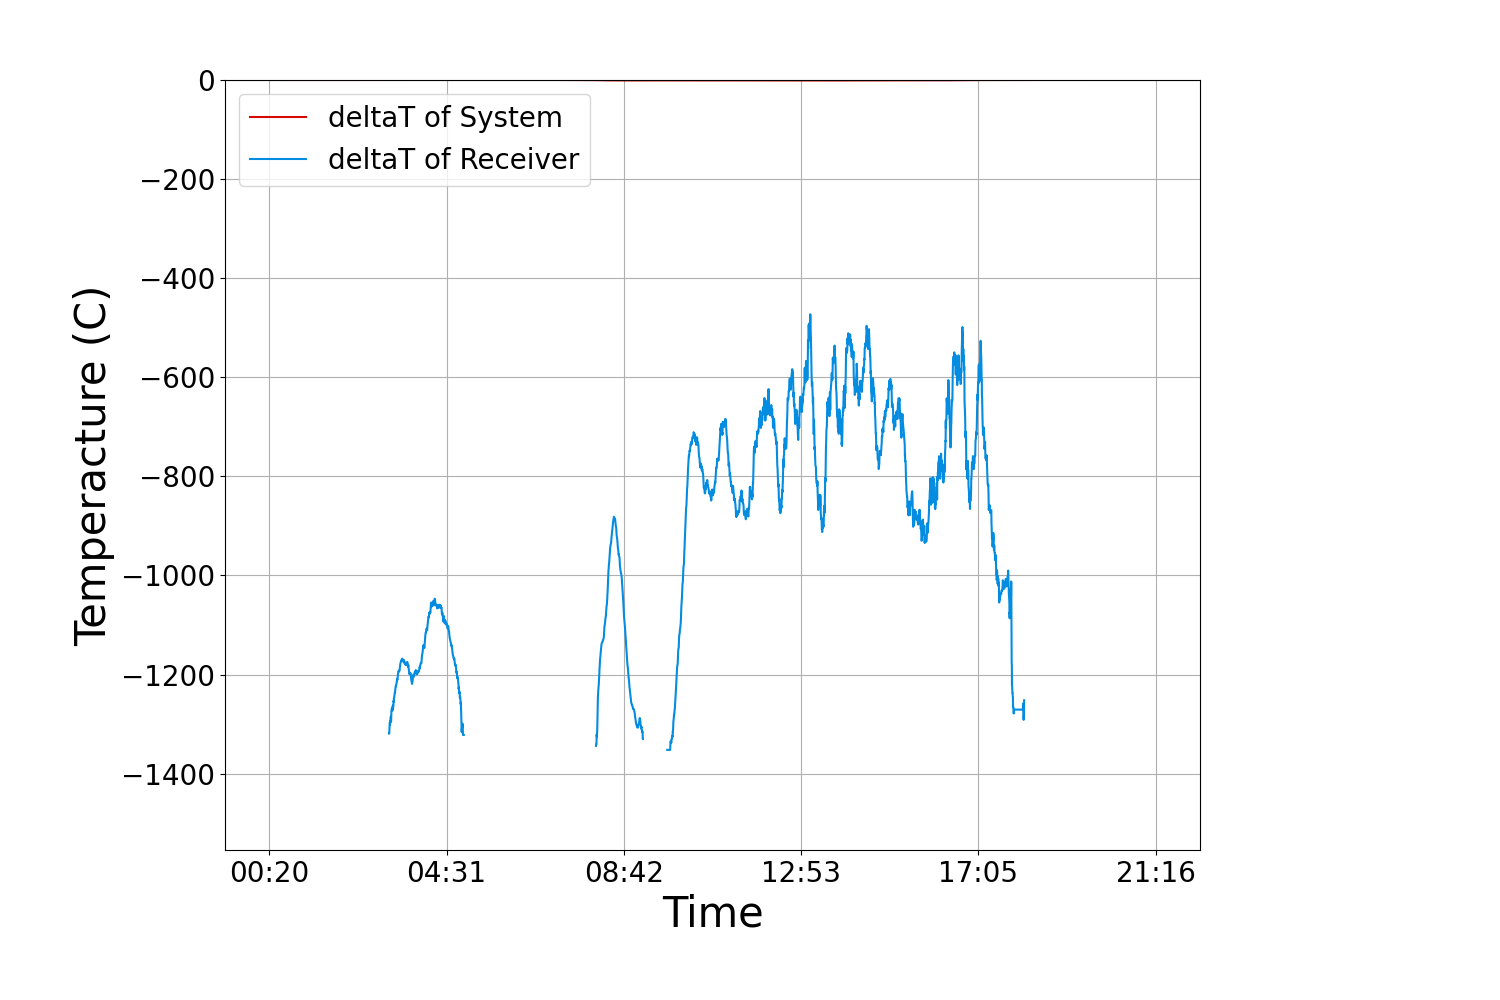 0
−200
−400
−600
−800
−1000
−1200
−1400
Temperacture (C)
deltaT of System
deltaT of Receiver
00:20 04:31 08:42 12:53 17:05 21:16
Time